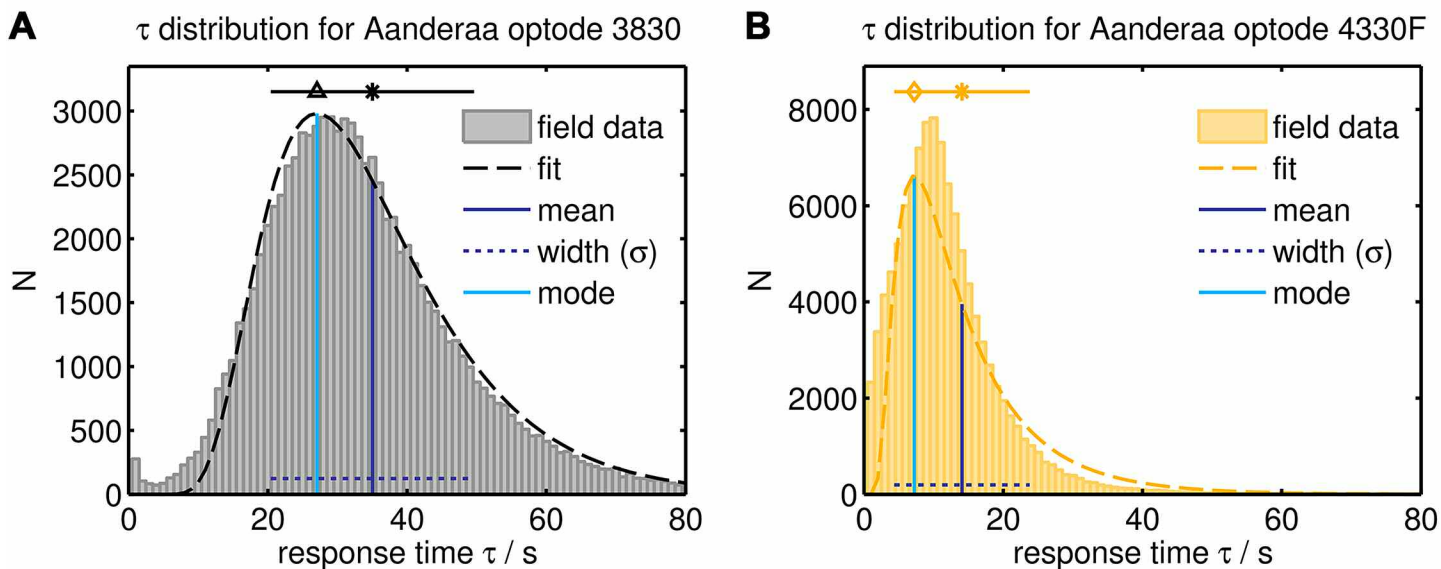 A
τ distribution for Aanderaa optode 3830
3000
2500
2000
1500
1000
500
0
N
0 20 40 60 80
response time τ / s
field data
fit
mean
width (σ)
mode
B
τ distribution for Aanderaa optode 4330F
8000
6000
4000
2000
0
N
0 20 40 60 80
response time τ / s
field data
fit
mean
width (σ)
mode